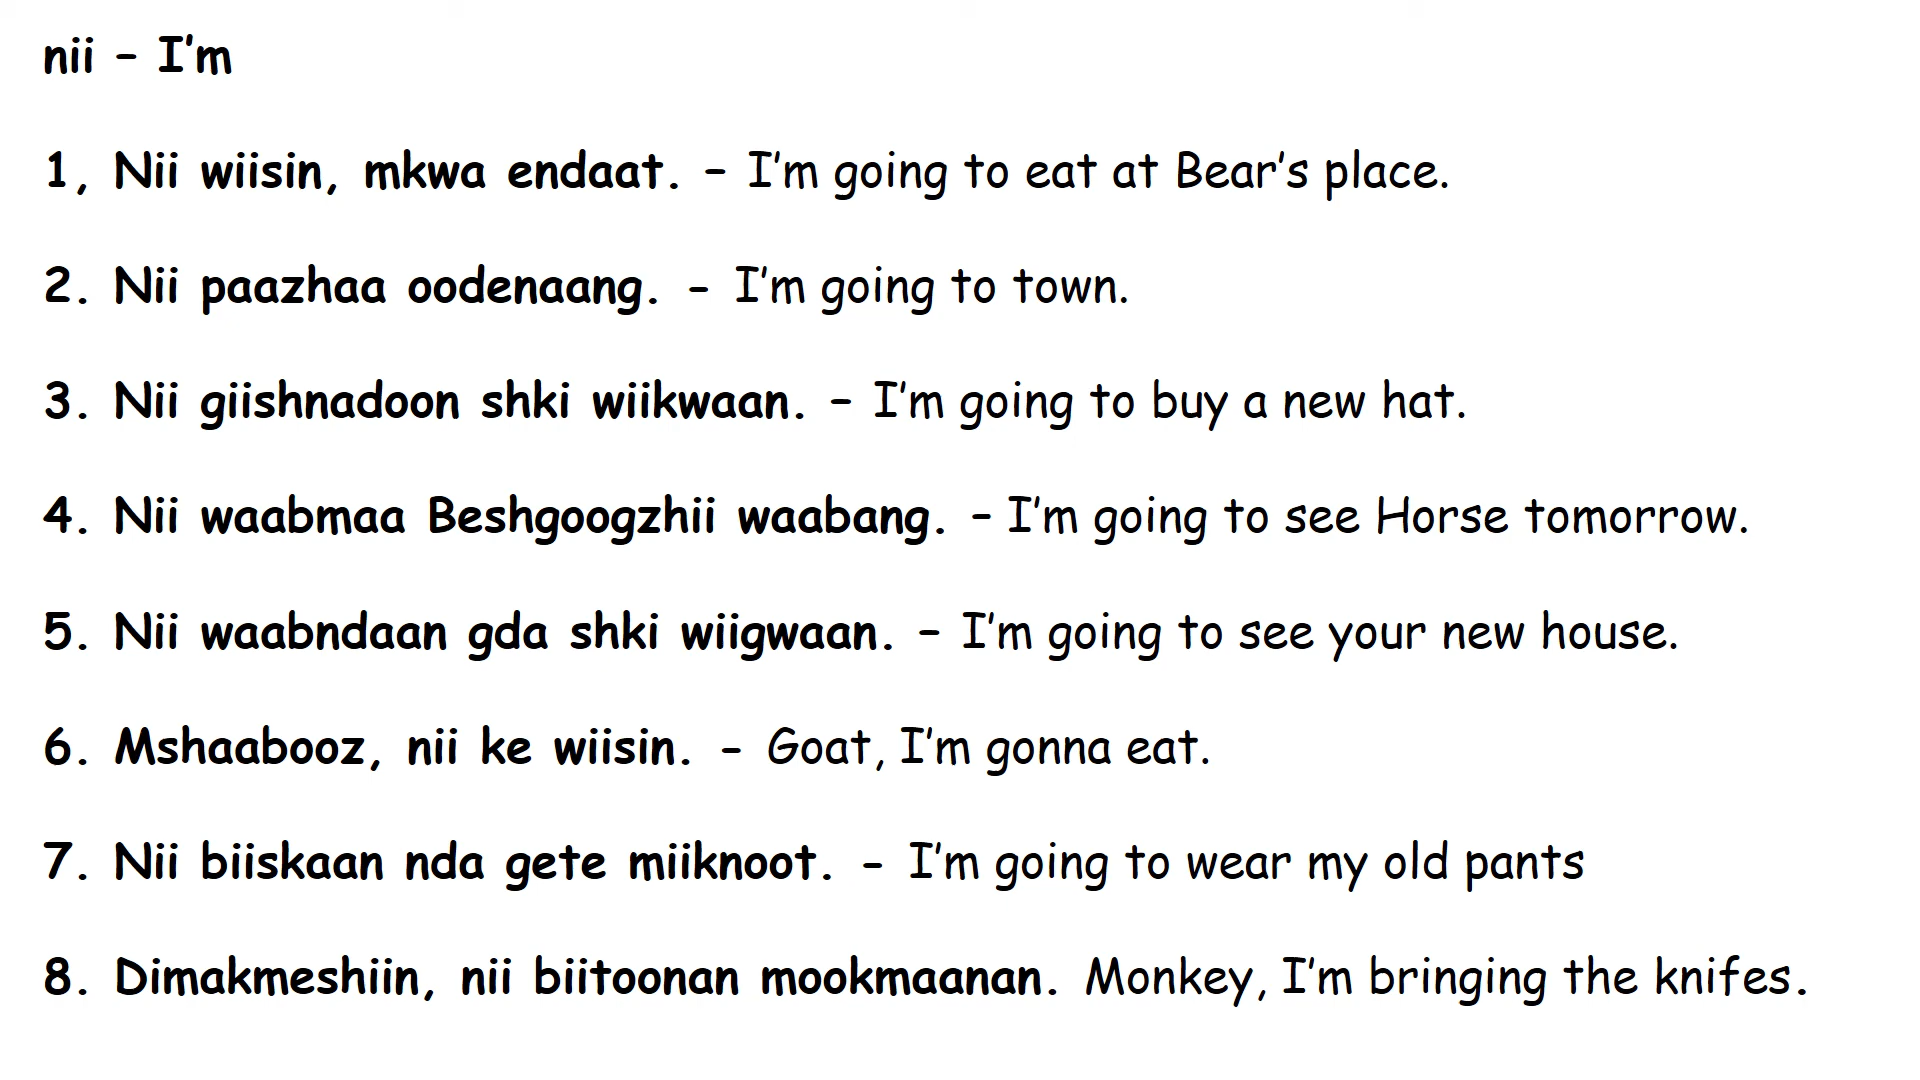 nii – I’m
1, Nii wiisin, mkwa endaat. – I’m going to eat at Bear’s place.
2. Nii paazhaa oodenaang. - I’m going to town.
3. Nii giishnadoon shki wiikwaan. – I’m going to buy a new hat.
4. Nii waabmaa Beshgoogzhii waabang. – I’m going to see Horse tomorrow.
5. Nii waabndaan gda shki wiigwaan. – I’m going to see your new house.
6. Mshaabooz, nii ke wiisin. - Goat, I’m gonna eat.
7. Nii biiskaan nda gete miiknoot. - I’m going to wear my old pants
8. Dimakmeshiin, nii biitoonan mookmaanan. Monkey, I’m bringing the knifes.